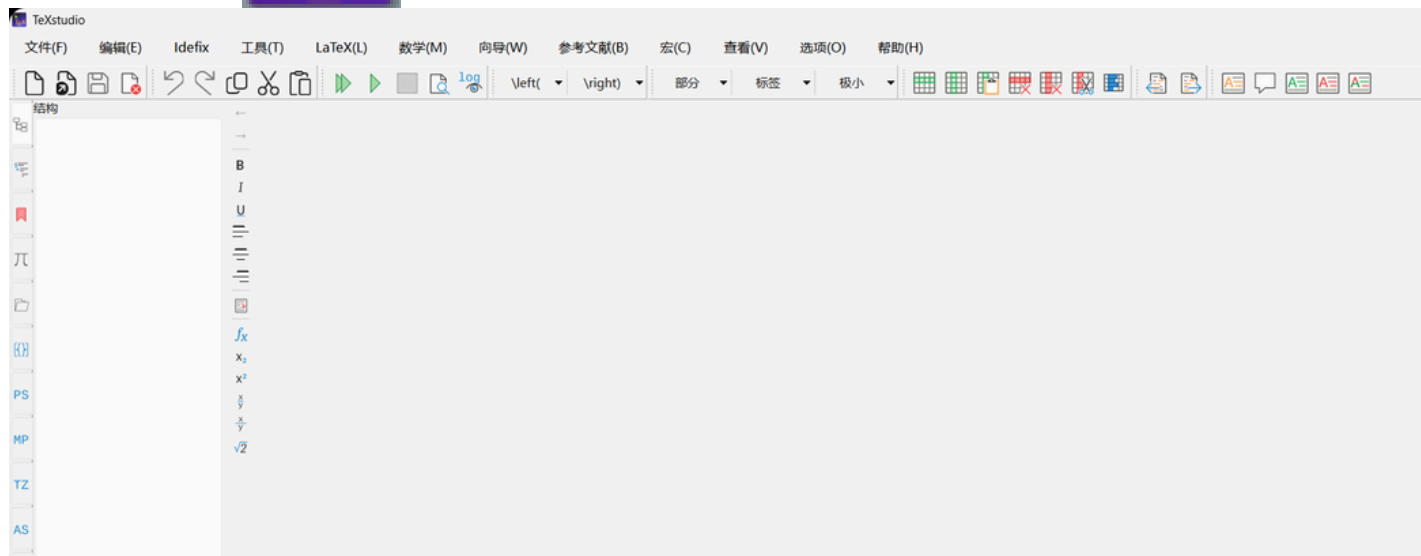 TeXstudio
文件(F) 编辑(E) Idefix 工具(T) LaTeX(L) 数学(M) 向导(W) 参考文献(B) 宏(C) 查看(V) 选项(O) 帮助(H)
log \left( \right) 部分 标签 极小
结构
B
I
U
π
fx
x₂
x²
x
y
x
y
√2
PS
MP
TZ
AS